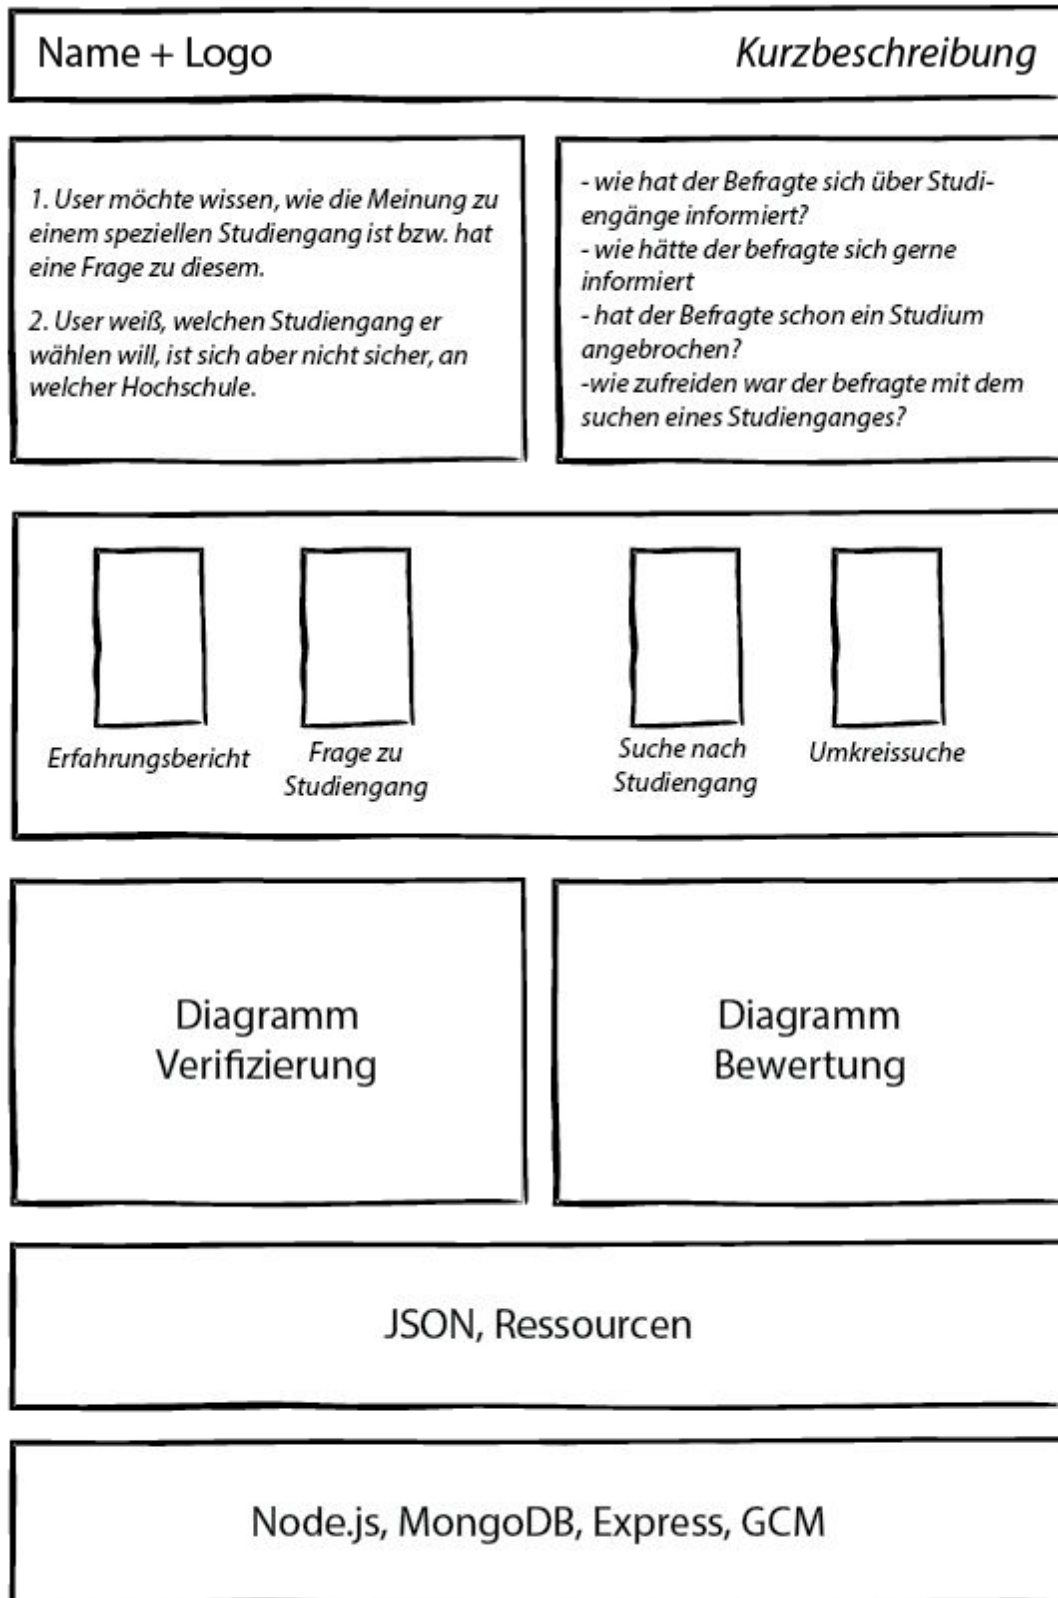 Name + Logo
Kurzbeschreibung
1. User möchte wissen, wie die Meinung zu
einem speziellen Studiengang ist bzw. hat
eine Frage zu diesem.
2. User weiß, welchen Studiengang er
wählen will, ist sich aber nicht sicher, an
welcher Hochschule.
- wie hat der Befragte sich über Studi-
engänge informiert?
- wie hätte der befragte sich gerne
informiert
- hat der Befragte schon ein Studium
angebrochen?
-wie zufreiden war der befragte mit dem
suchen eines Studienganges?
Erfahrungsbericht
Frage zu
Studiengang
Suche nach
Studiengang
Umkreissuche
Diagramm
Verifizierung
Diagramm
Bewertung
JSON, Ressourcen
Node.js, MongoDB, Express, GCM